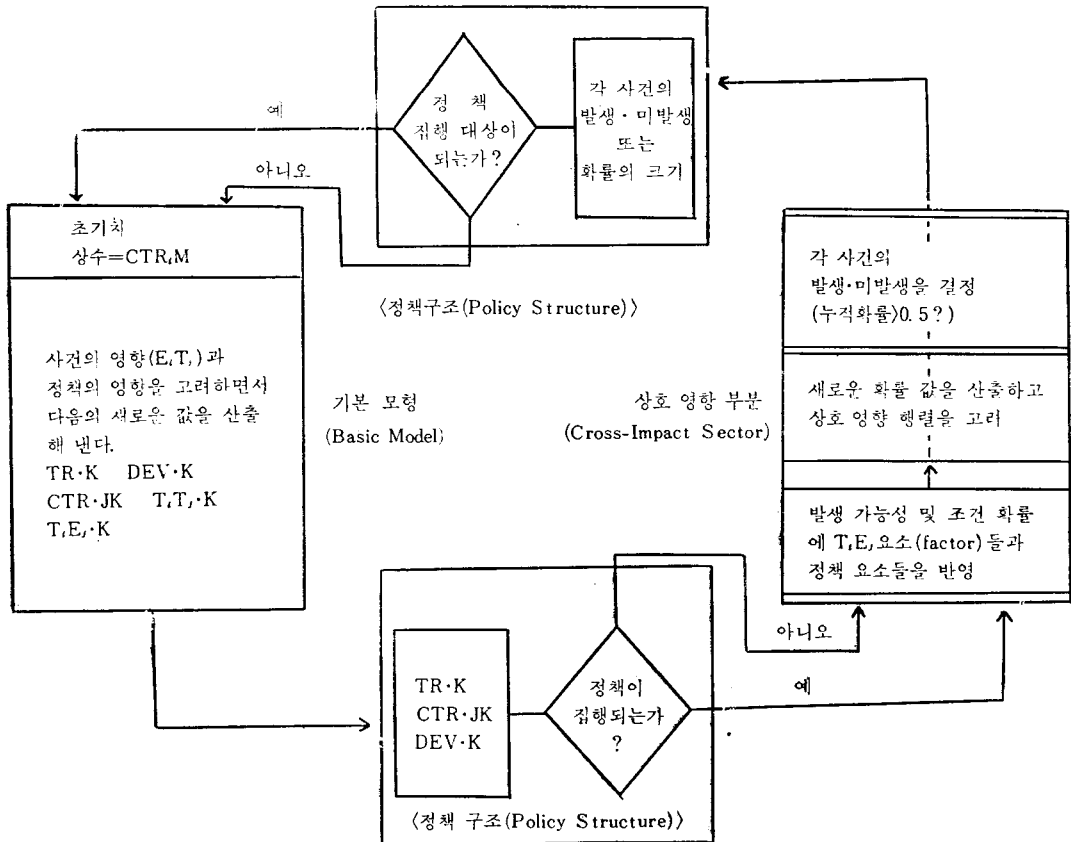 정 책
집행 대상이
되는가?
각 사건의
발생·미발생
또는
확률의 크기
예
아니오
〈정책구조(Policy Structure)〉
초기치
상수=CTR,M
사건의 영향(E,T,)과
정책의 영향을 고려하면서
다음의 새로운 값을 산출
해 낸다.
TR·K DEV·K
CTR·JK T,T,·K
T,E,·K
기본 모형
(Basic Model)
상호 영향 부분
(Cross-Impact Sector)
각 사건의
발생·미발생을 결정
(누적확률>0.5?)
새로운 확률 값을 산출하고
상호 영향 행렬을 고려
발생 가능성 및 조건 확률
에 T,E,요소(factor)들과
정책 요소들을 반영
TR·K
CTR·JK
DEV·K
정책이
집행되는가
?
아니오
예
〈정책 구조(Policy Structure)〉